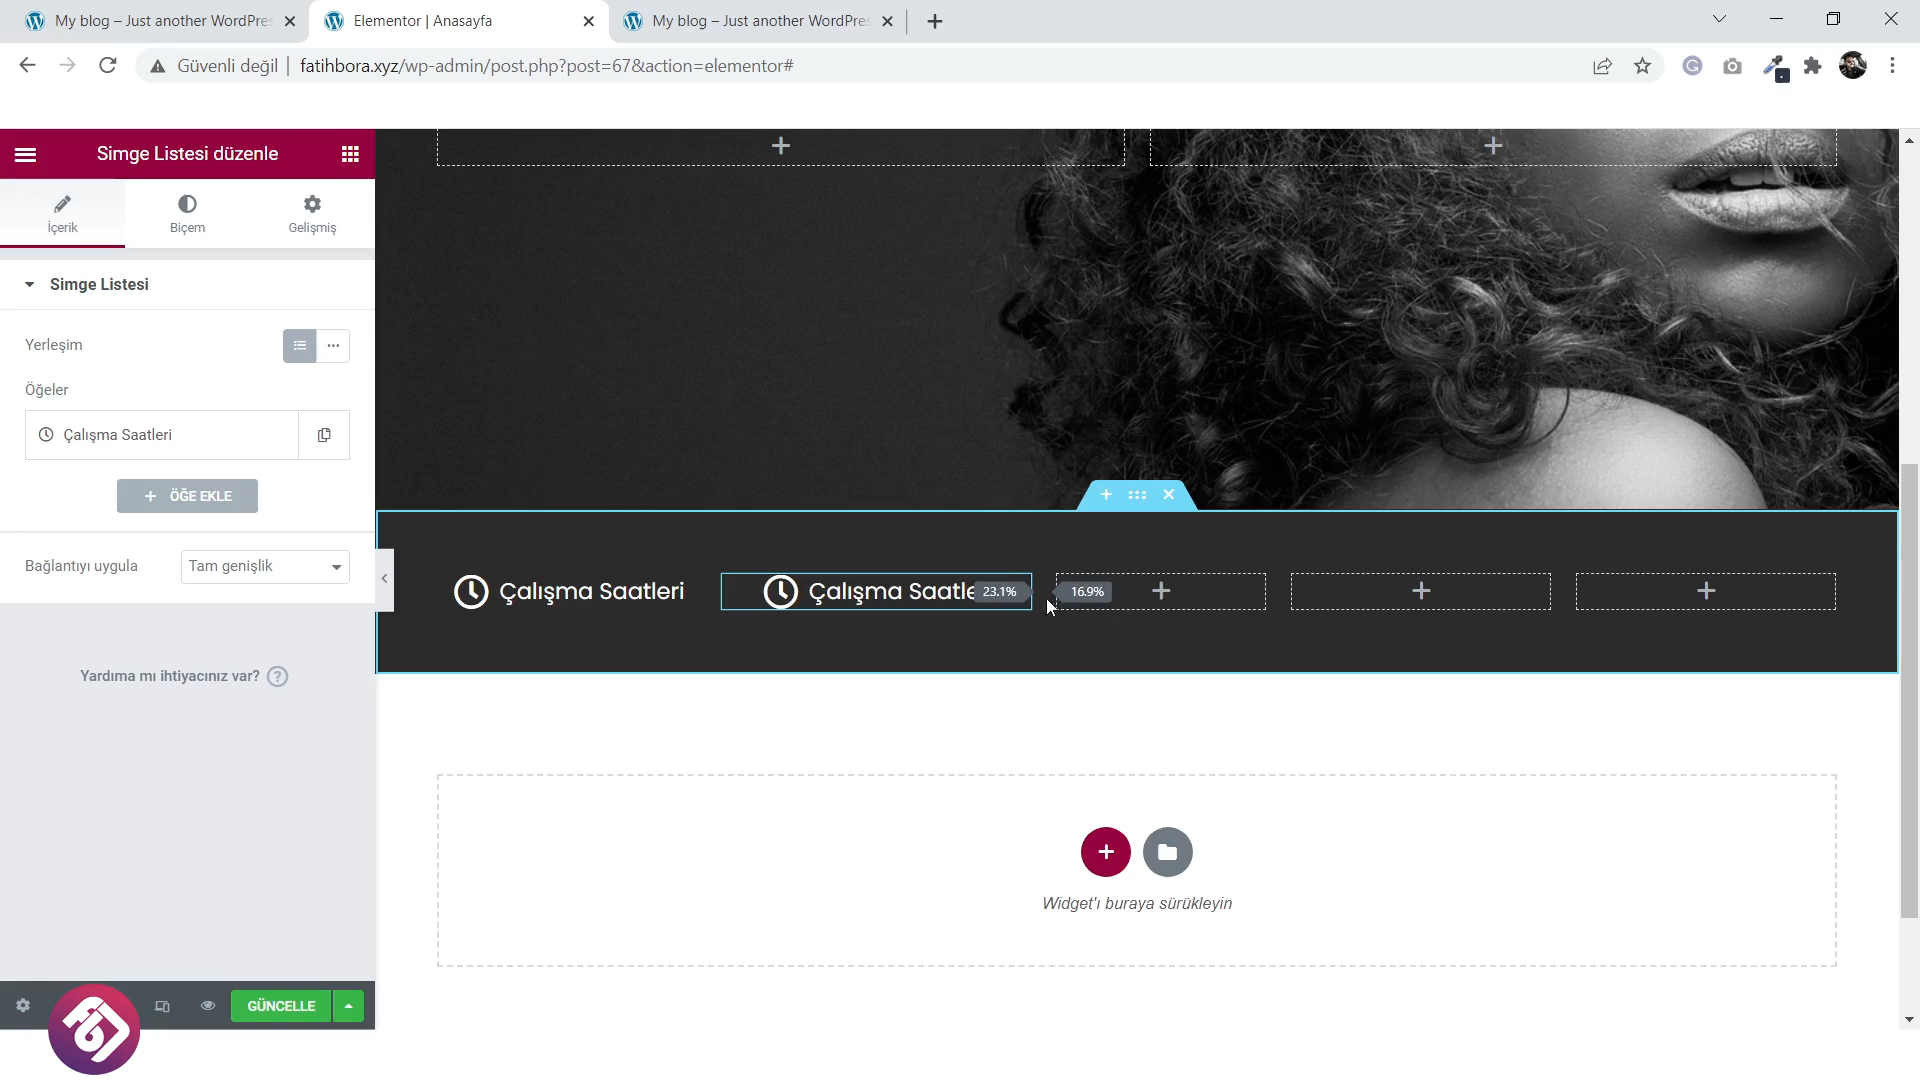 My blog – Just another WordPres
Elementor | Anasayfa
My blog – Just another WordPres
Güvenli değil | fatihbora.xyz/wp-admin/post.php?post=67&action=elementor#
Simge Listesi düzenle
İçerik
Biçem
Gelişmiş
Simge Listesi
Yerleşim
Öğeler
Çalışma Saatleri
+ ÖĞE EKLE
Bağlantıyı uygula
Tam genişlik
Yardıma mı ihtiyacınız var? ?
GÜNCELLE
Çalışma Saatleri
Çalışma Saatle
23.1%
16.9%
Widget'ı buraya sürükleyin